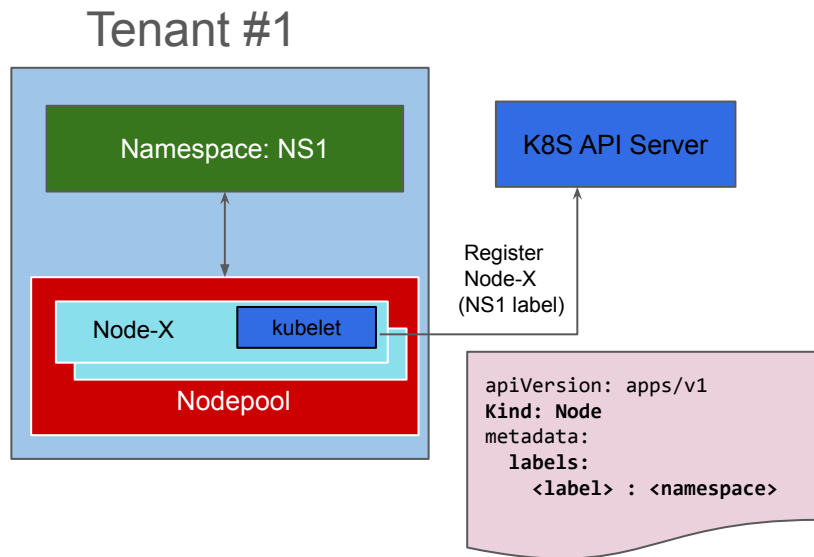 Tenant #1
Namespace: NS1
K8S API Server
Register
Node-X
(NS1 label)
Node-X
kubelet
Nodepool
apiVersion: apps/v1
Kind: Node
metadata:
  labels:
    <label> : <namespace>